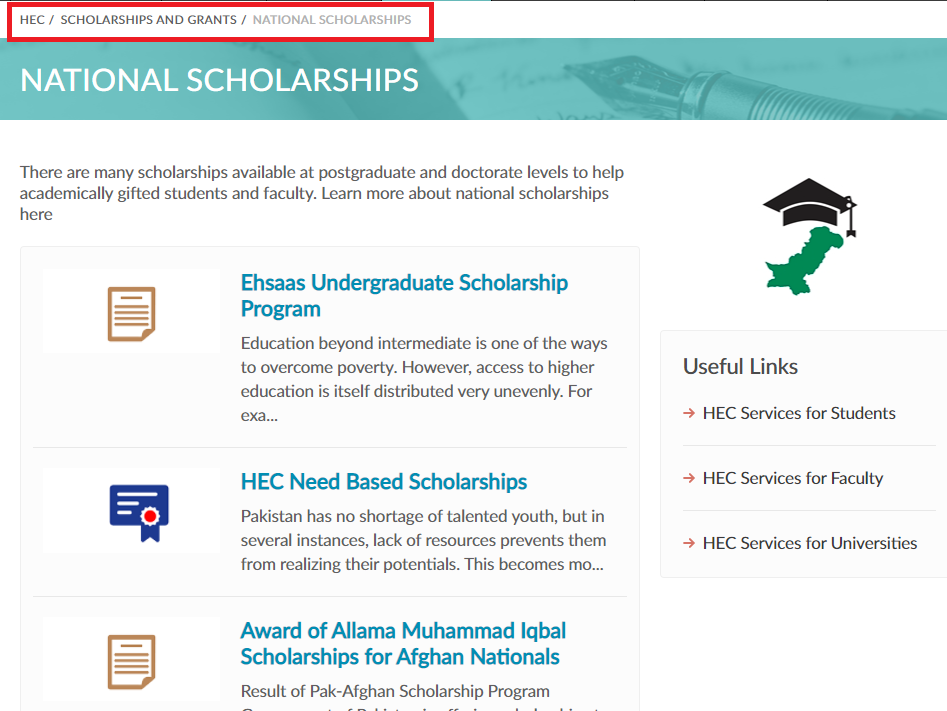 HEC / SCHOLARSHIPS AND GRANTS / NATIONAL SCHOLARSHIPS
NATIONAL SCHOLARSHIPS
There are many scholarships available at postgraduate and doctorate levels to help
academically gifted students and faculty. Learn more about national scholarships
here
Ehsaas Undergraduate Scholarship
Program
Education beyond intermediate is one of the ways
to overcome poverty. However, access to higher
education is itself distributed very unevenly. For
exa...
HEC Need Based Scholarships
Pakistan has no shortage of talented youth, but in
several instances, lack of resources prevents them
from realizing their potentials. This becomes mo...
Award of Allama Muhammad Iqbal
Scholarships for Afghan Nationals
Result of Pak-Afghan Scholarship Program
Useful Links
HEC Services for Students
HEC Services for Faculty
HEC Services for Universities